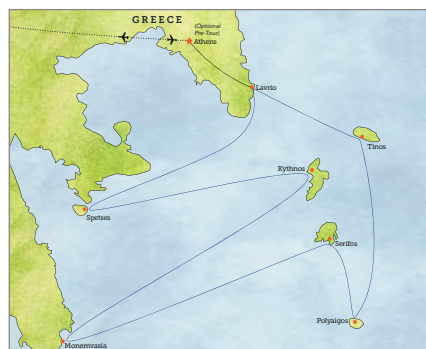 GREECE
(Optional
Pre-Tour)
Athens
Lavrio
Tinos
Kythnos
Spetses
Serifos
Polyaigos
Monemvasia